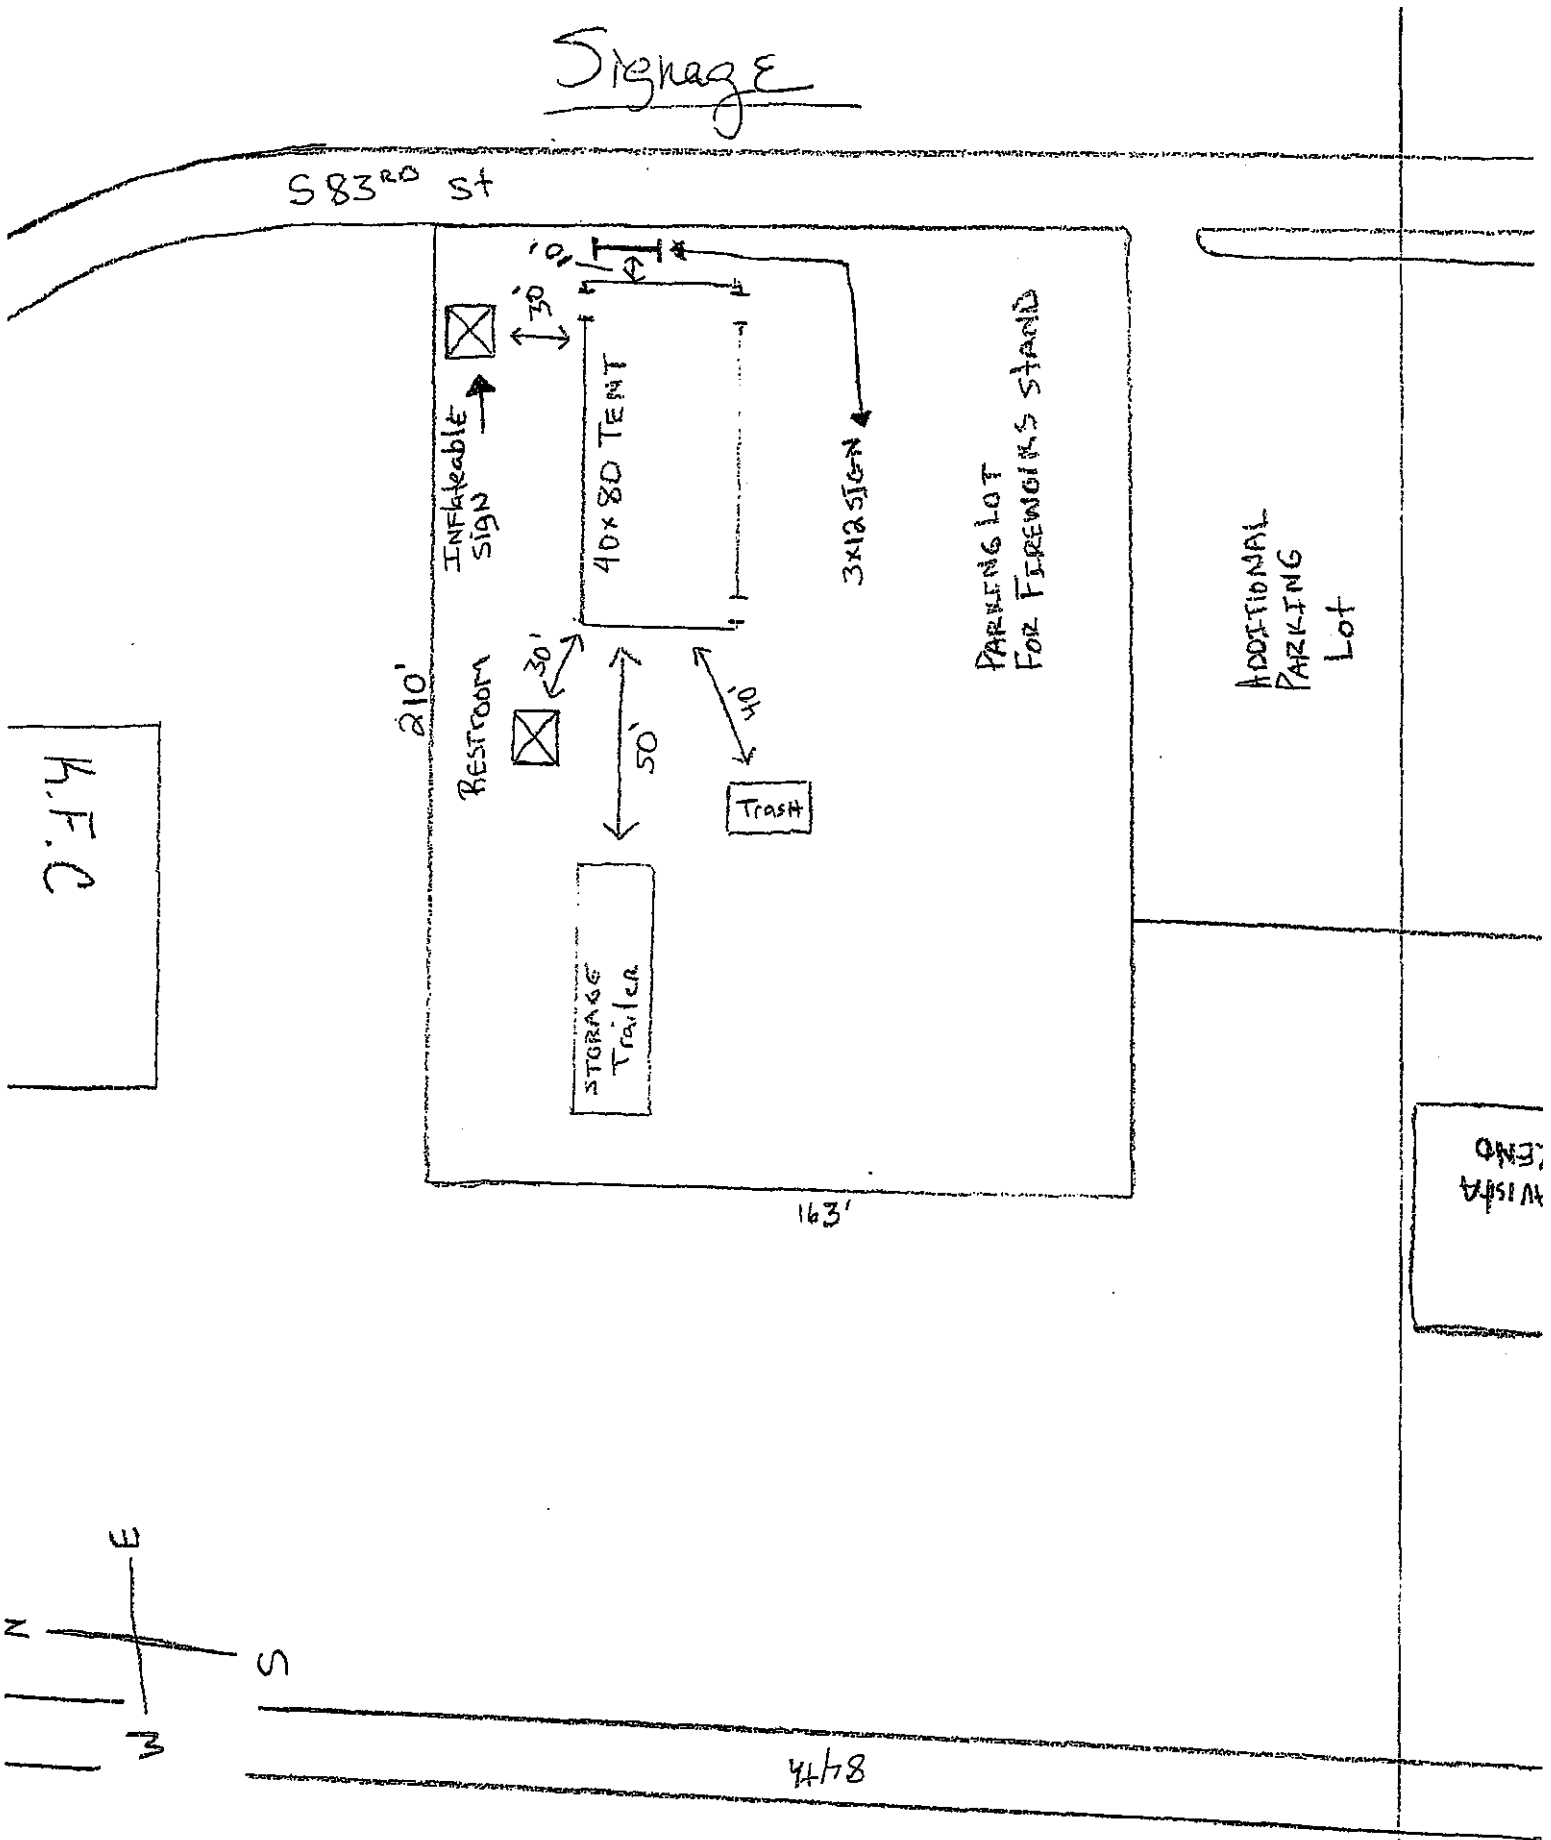 Signage
S 83RD St
10'
30'
INFlateable
SIGN
40x80 TENT
3x12 SIGN
PARKING LOT
FOR FIREWORKS STAND
ADDITIONAL
PARKING
Lot
210'
RESTROOM
30'
50'
40'
Trash
K.F.C
STORAGE
Trailer
163'
N
E
S
W
84th